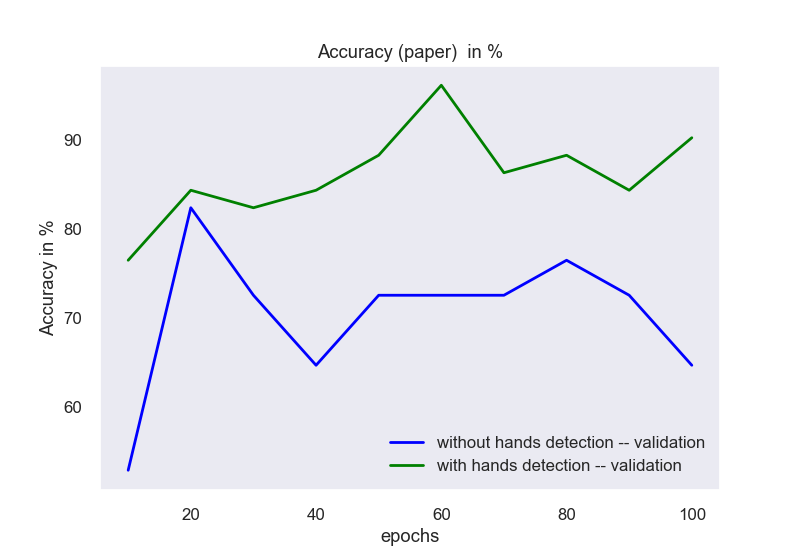 Accuracy (paper)  in %
Accuracy in %
90
80
70
60
without hands detection -- validation
with hands detection -- validation
20
40
60
80
100
epochs